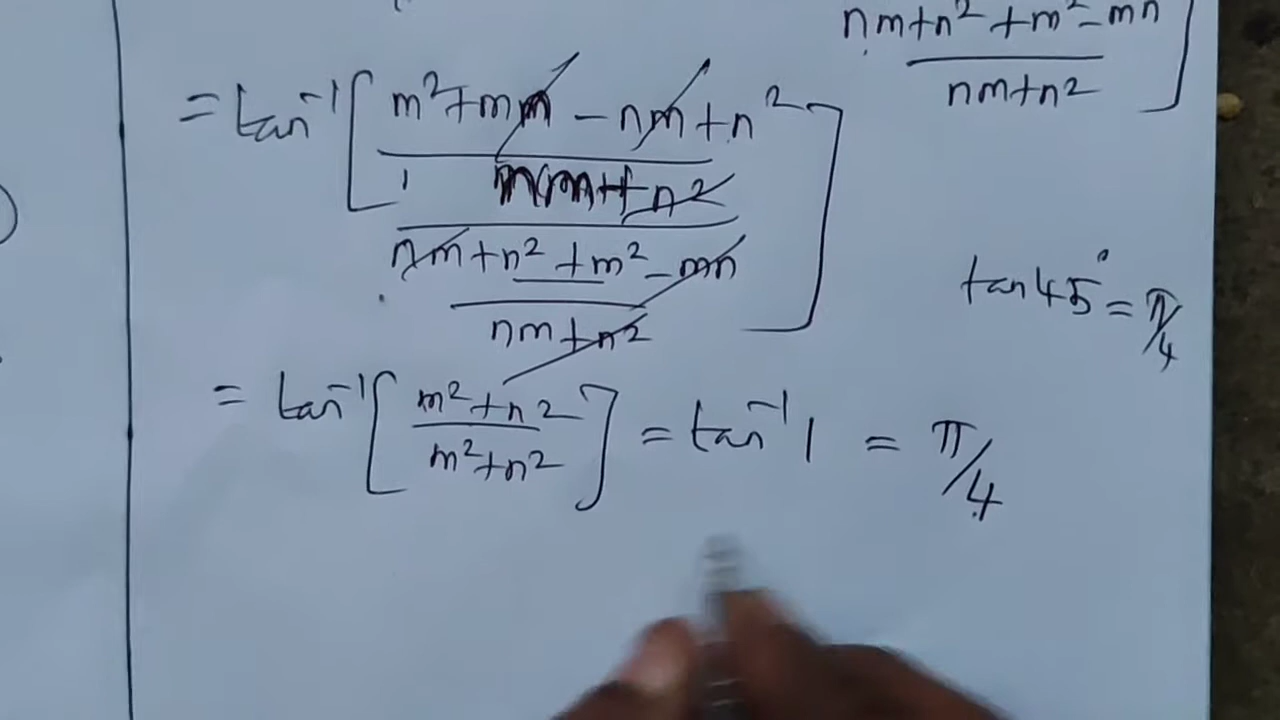 nm+n²+m²-mn
nm+n²
= tan⁻¹[ m²+mn - nm+n²
nm+n²
nm+n²+m²-mn
nm+n² ]
tan45° = π/4
= tan⁻¹[ m²+n²
m²+n² ] = tan⁻¹ 1 = π/4